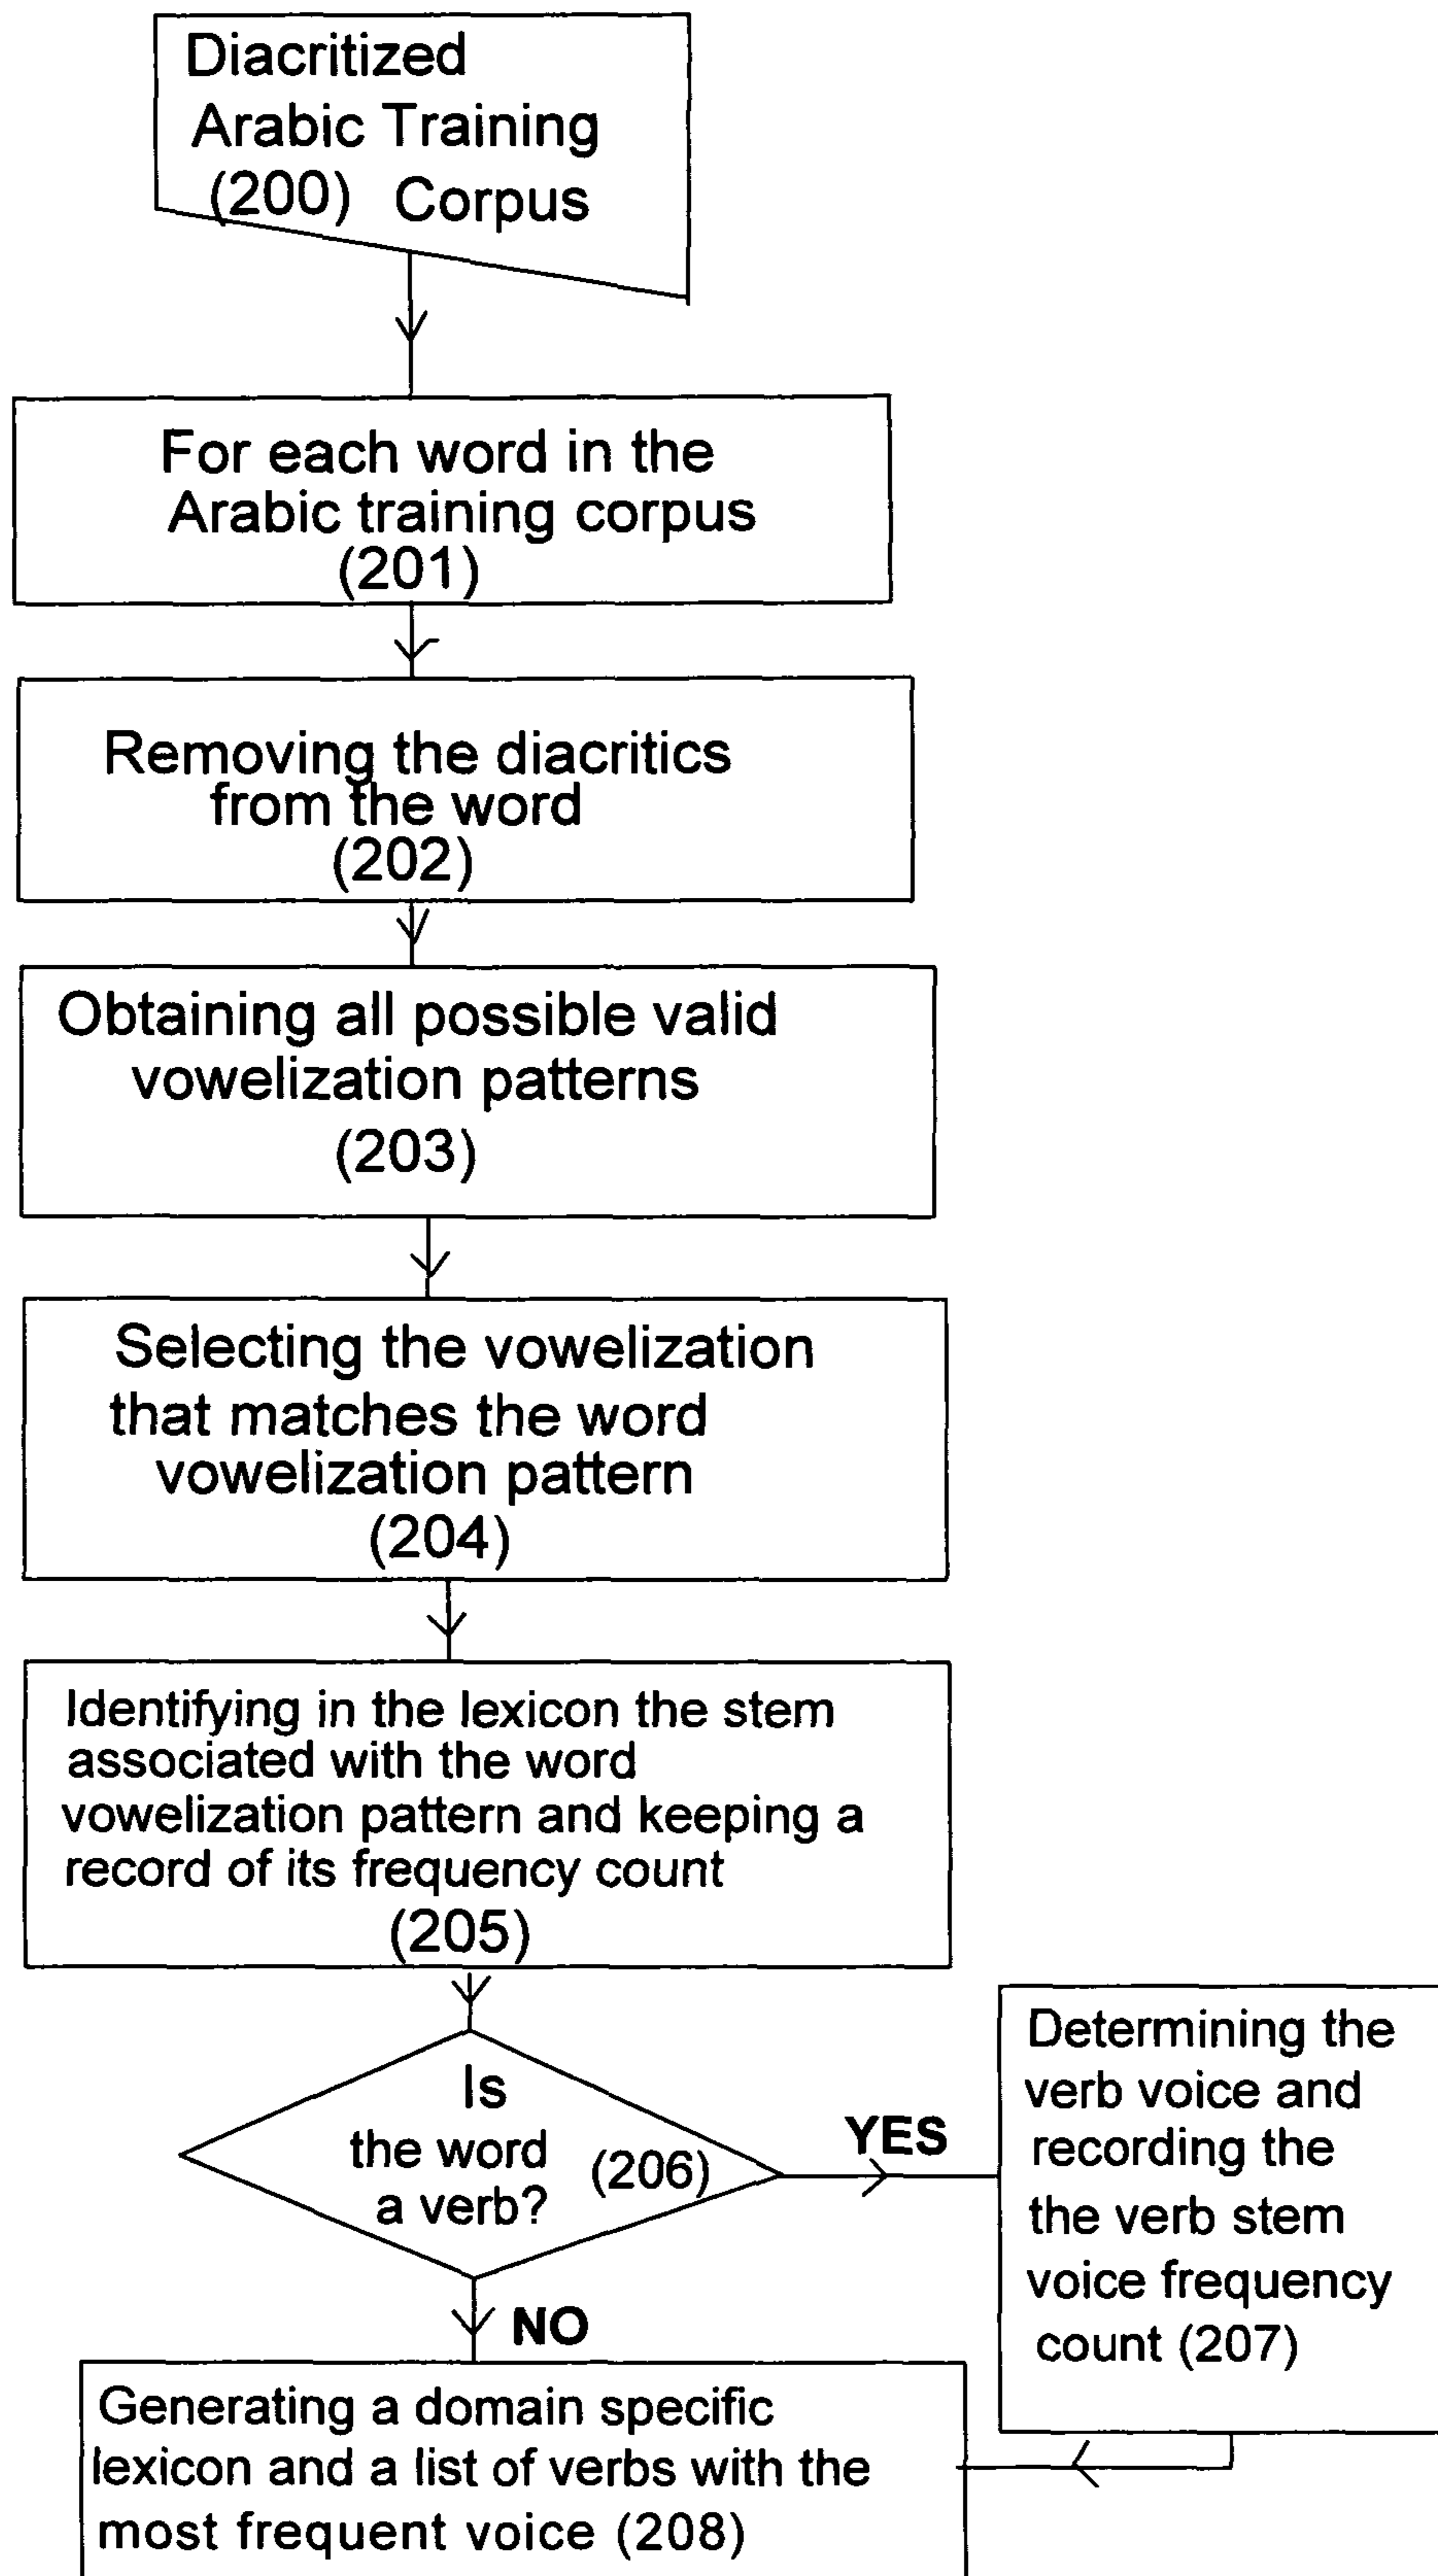 Diacritized
Arabic Training
(200) Corpus
For each word in the
Arabic training corpus
(201)
Removing the diacritics
from the word
(202)
Obtaining all possible valid
vowelization patterns
(203)
Selecting the vowelization
that matches the word
vowelization pattern
(204)
Identifying in the lexicon the stem
associated with the word
vowelization pattern and keeping a
record of its frequency count
(205)
Is
the word (206)
a verb?
YES
Determining the
verb voice and
recording the
the verb stem
voice frequency
count (207)
NO
Generating a domain specific
lexicon and a list of verbs with the
most frequent voice (208)